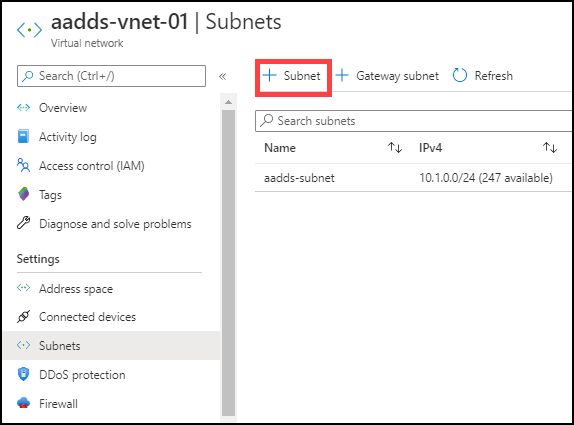 aadds-vnet-01 | Subnets
Virtual network
Search (Ctrl+/)
«
Overview
Activity log
Access control (IAM)
Tags
Diagnose and solve problems
Settings
Address space
Connected devices
Subnets
DDoS protection
Firewall
+ Subnet + Gateway subnet Refresh
Search subnets
Name IPv4
aadds-subnet 10.1.0.0/24 (247 available)